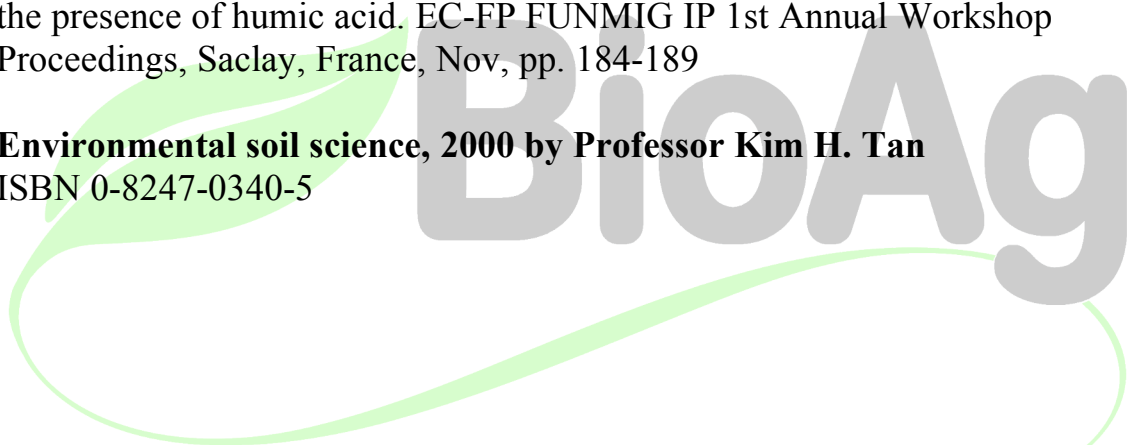 the presence of humic acid. EC-FP FUNMIG IP 1st Annual Workshop
Proceedings, Saclay, France, Nov, pp. 184-189
Environmental soil science, 2000 by Professor Kim H. Tan
ISBN 0-8247-0340-5
BioAg